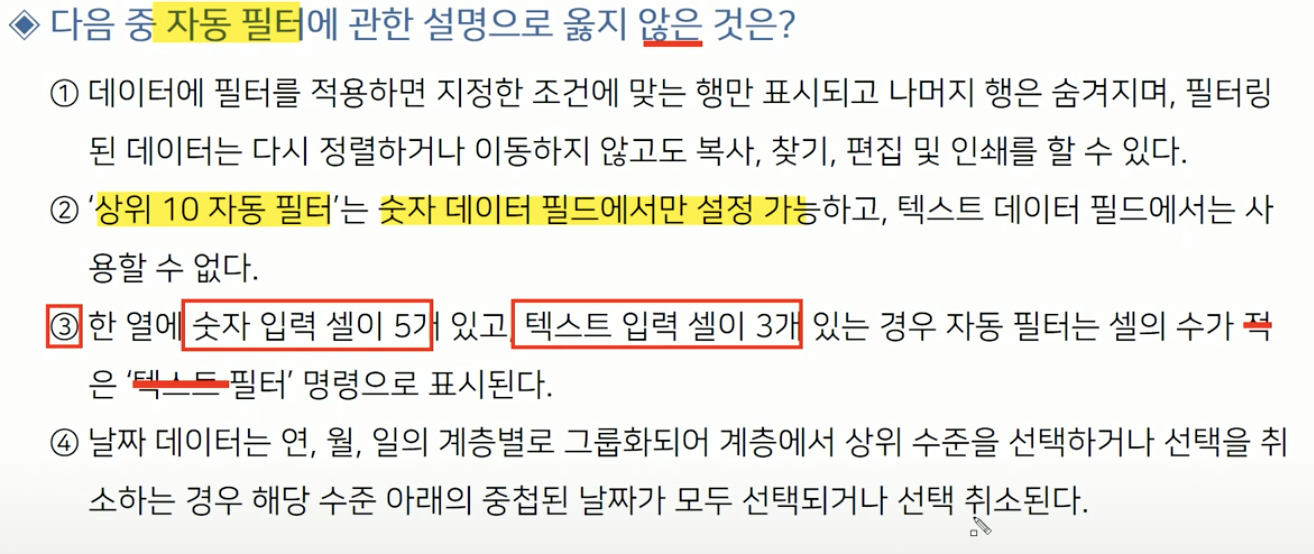 ◈ 다음 중 자동 필터에 관한 설명으로 옳지 않은 것은?
① 데이터에 필터를 적용하면 지정한 조건에 맞는 행만 표시되고 나머지 행은 숨겨지며, 필터링
된 데이터는 다시 정렬하거나 이동하지 않고도 복사, 찾기, 편집 및 인쇄를 할 수 있다.
② ‘상위 10 자동 필터’는 숫자 데이터 필드에서만 설정 가능하고, 텍스트 데이터 필드에서는 사
용할 수 없다.
③ 한 열에 숫자 입력 셀이 5개 있고, 텍스트 입력 셀이 3개 있는 경우 자동 필터는 셀의 수가 적
은 ‘텍스트 필터’ 명령으로 표시된다.
④ 날짜 데이터는 연, 월, 일의 계층별로 그룹화되어 계층에서 상위 수준을 선택하거나 선택을 취
소하는 경우 해당 수준 아래의 중첩된 날짜가 모두 선택되거나 선택 취소된다.